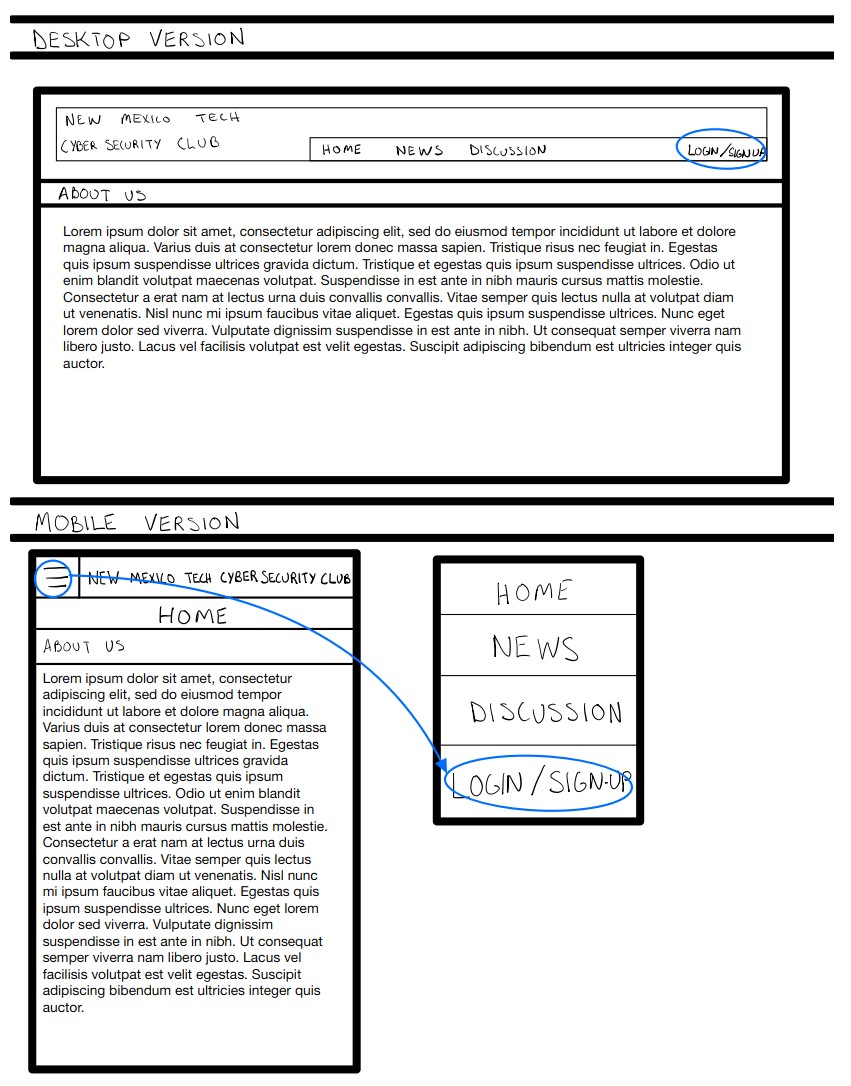 DESKTOP VERSION
NEW MEXICO TECH
CYBER SECURITY CLUB
HOME NEWS DISCUSSION LOGIN/SIGNUP
ABOUT US
Lorem ipsum dolor sit amet, consectetur adipiscing elit, sed do eiusmod tempor incididunt ut labore et dolore
magna aliqua. Varius duis at consectetur lorem donec massa sapien. Tristique risus nec feugiat in. Egestas
quis ipsum suspendisse ultrices gravida dictum. Tristique et egestas quis ipsum suspendisse ultrices. Odio ut
enim blandit volutpat maecenas volutpat. Suspendisse in est ante in nibh mauris cursus mattis molestie.
Consectetur a erat nam at lectus urna duis convallis convallis. Vitae semper quis lectus nulla at volutpat diam
ut venenatis. Nisl nunc mi ipsum faucibus vitae aliquet. Egestas quis ipsum suspendisse ultrices. Nunc eget
lorem dolor sed viverra. Vulputate dignissim suspendisse in est ante in nibh. Ut consequat semper viverra nam
libero justo. Lacus vel facilisis volutpat est velit egestas. Suscipit adipiscing bibendum est ultricies integer quis
auctor.
MOBILE VERSION
NEW MEXICO TECH CYBER SECURITY CLUB
HOME
ABOUT US
Lorem ipsum dolor sit amet, consectetur
adipiscing elit, sed do eiusmod tempor
incididunt ut labore et dolore magna aliqua.
Varius duis at consectetur lorem donec massa
sapien. Tristique risus nec feugiat in. Egestas
quis ipsum suspendisse ultrices gravida
dictum. Tristique et egestas quis ipsum
suspendisse ultrices. Odio ut enim blandit
volutpat maecenas volutpat. Suspendisse in
est ante in nibh mauris cursus mattis molestie.
Consectetur a erat nam at lectus urna duis
convallis convallis. Vitae semper quis lectus
nulla at volutpat diam ut venenatis. Nisl nunc
mi ipsum faucibus vitae aliquet. Egestas quis
ipsum suspendisse ultrices. Nunc eget lorem
dolor sed viverra. Vulputate dignissim
suspendisse in est ante in nibh. Ut consequat
semper viverra nam libero justo. Lacus vel
facilisis volutpat est velit egestas. Suscipit
adipiscing bibendum est ultricies integer quis
auctor.
HOME
NEWS
DISCUSSION
LOGIN/SIGN-UP